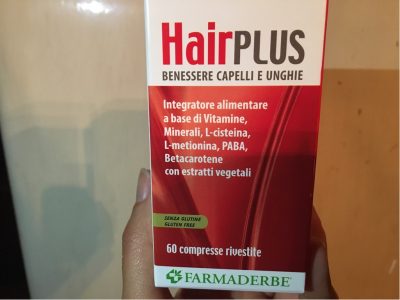 HairPLUS
BENESSERE CAPELLI E UNGHIE
Integratore alimentare
a base di Vitamine,
Minerali, L-cisteina,
L-metionina, PABA,
Betacarotene
con estratti vegetali
SENZA GLUTINE
GLUTEN FREE
60 compresse rivestite
FARMADERBE®